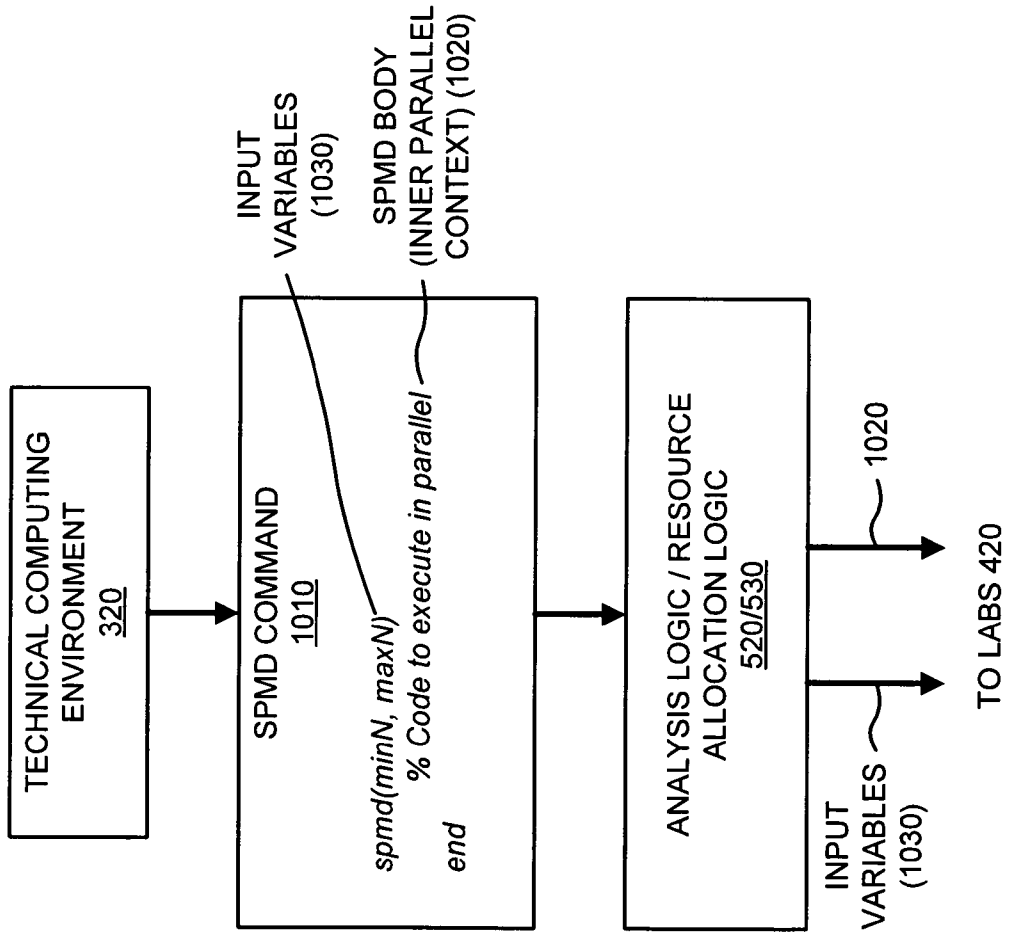 TECHNICAL COMPUTING
ENVIRONMENT
320
SPMD COMMAND
1010
spmd(minN, maxN)
% Code to execute in parallel
end
INPUT
VARIABLES
(1030)
SPMD BODY
(INNER PARALLEL
CONTEXT) (1020)
ANALYSIS LOGIC / RESOURCE
ALLOCATION LOGIC
520/530
INPUT
VARIABLES
(1030)
1020
TO LABS 420